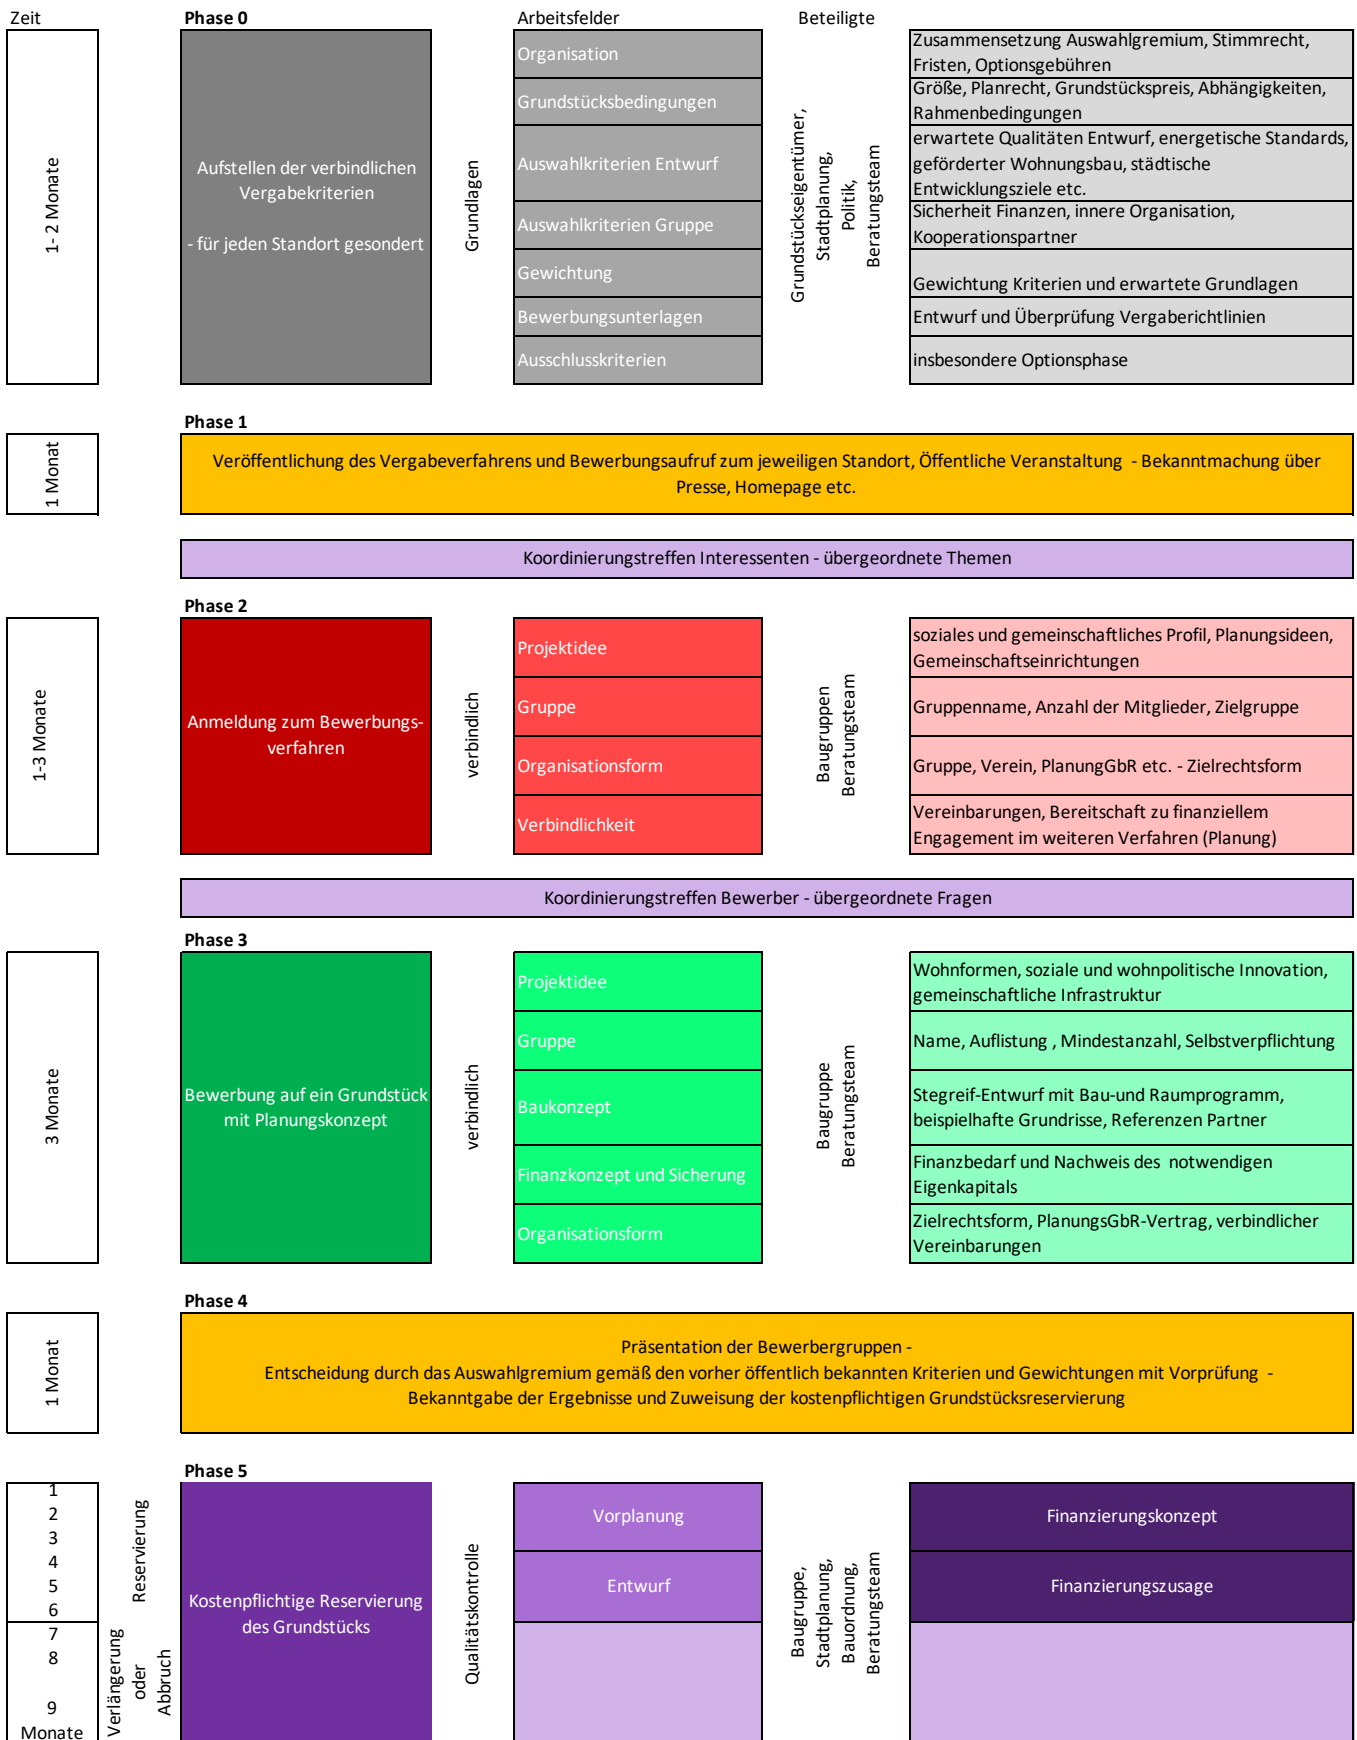 Zeit
Phase 0
Arbeitsfelder
Beteiligte
1- 2 Monate
Aufstellen der verbindlichen
Vergabekriterien
- für jeden Standort gesondert
Grundlagen
Organisation
Grundstücksbedingungen
Auswahlkriterien Entwurf
Auswahlkriterien Gruppe
Gewichtung
Bewerbungsunterlagen
Ausschlusskriterien
Grundstückseigentümer,
Stadtplanung,
Politik,
Beratungsteam
Zusammensetzung Auswahlgremium, Stimmrecht,
Fristen, Optionsgebühren
Größe, Planrecht, Grundstückspreis, Abhängigkeiten,
Rahmenbedingungen
erwartete Qualitäten Entwurf, energetische Standards,
geförderter Wohnungsbau, städtische
Entwicklungsziele etc.
Sicherheit Finanzen, innere Organisation,
Kooperationspartner
Gewichtung Kriterien und erwartete Grundlagen
Entwurf und Überprüfung Vergaberichtlinien
insbesondere Optionsphase
Phase 1
1 Monat
Veröffentlichung des Vergabeverfahrens und Bewerbungsaufruf zum jeweiligen Standort, Öffentliche Veranstaltung - Bekanntmachung über
Presse, Homepage etc.
Koordinierungstreffen Interessenten - übergeordnete Themen
Phase 2
1-3 Monate
Anmeldung zum Bewerbungs-
verfahren
verbindlich
Projektidee
Gruppe
Organisationsform
Verbindlichkeit
Baugruppen
Beratungsteam
soziales und gemeinschaftliches Profil, Planungsideen,
Gemeinschaftseinrichtungen
Gruppenname, Anzahl der Mitglieder, Zielgruppe
Gruppe, Verein, PlanungGbR etc. - Zielrechtsform
Vereinbarungen, Bereitschaft zu finanziellem
Engagement im weiteren Verfahren (Planung)
Koordinierungstreffen Bewerber - übergeordnete Fragen
Phase 3
3 Monate
Bewerbung auf ein Grundstück
mit Planungskonzept
verbindlich
Projektidee
Gruppe
Baukonzept
Finanzkonzept und Sicherung
Organisationsform
Baugruppe
Beratungsteam
Wohnformen, soziale und wohnpolitische Innovation,
gemeinschaftliche Infrastruktur
Name, Auflistung , Mindestanzahl, Selbstverpflichtung
Stegreif-Entwurf mit Bau-und Raumprogramm,
beispielhafte Grundrisse, Referenzen Partner
Finanzbedarf und Nachweis des notwendigen
Eigenkapitals
Zielrechtsform, PlanungsGbR-Vertrag, verbindlicher
Vereinbarungen
Phase 4
1 Monat
Präsentation der Bewerbergruppen -
Entscheidung durch das Auswahlgremium gemäß den vorher öffentlich bekannten Kriterien und Gewichtungen mit Vorprüfung -
Bekanntgabe der Ergebnisse und Zuweisung der kostenpflichtigen Grundstücksreservierung
Phase 5
1
2
3
4
5
6
7
8
9
Monate
Reservierung
Verlängerung
oder
Abbruch
Kostenpflichtige Reservierung
des Grundstücks
Qualitätskontrolle
Vorplanung
Entwurf
Baugruppe,
Stadtplanung,
Bauordnung,
Beratungsteam
Finanzierungskonzept
Finanzierungszusage